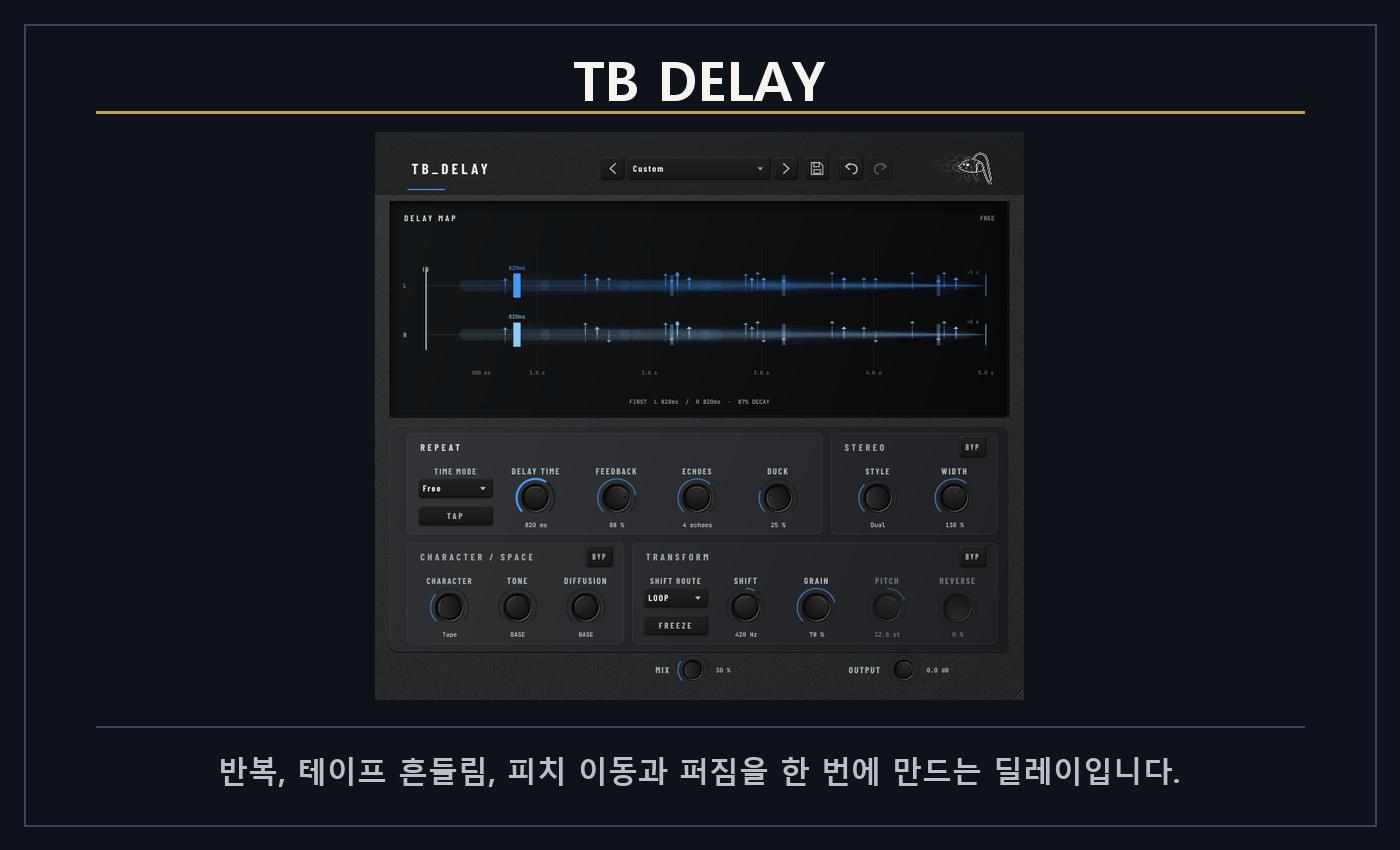 TB DELAY
TB_DELAY
Custom
DELAY MAP
FREE
IN
820ms
>5 s
L
820ms
>5 s
R
500 ms 1.0 s 2.0 s 3.0 s 4.0 s 5.0 s
FIRST L 820ms / R 820ms · 87% DECAY
REPEAT
TIME MODE DELAY TIME FEEDBACK ECHOES DUCK
Free
TAP
820 ms 88 % 4 echoes 25 %
STEREO BYP
STYLE WIDTH
Dual 130 %
CHARACTER / SPACE BYP
CHARACTER TONE DIFFUSION
Tape BASE BASE
TRANSFORM BYP
SHIFT ROUTE SHIFT GRAIN PITCH REVERSE
LOOP
FREEZE
420 Hz 78 % 12.0 st 0 %
MIX 30 % OUTPUT 0.0 dB
반복, 테이프 흔들림, 피치 이동과 퍼짐을 한 번에 만드는 딜레이입니다.